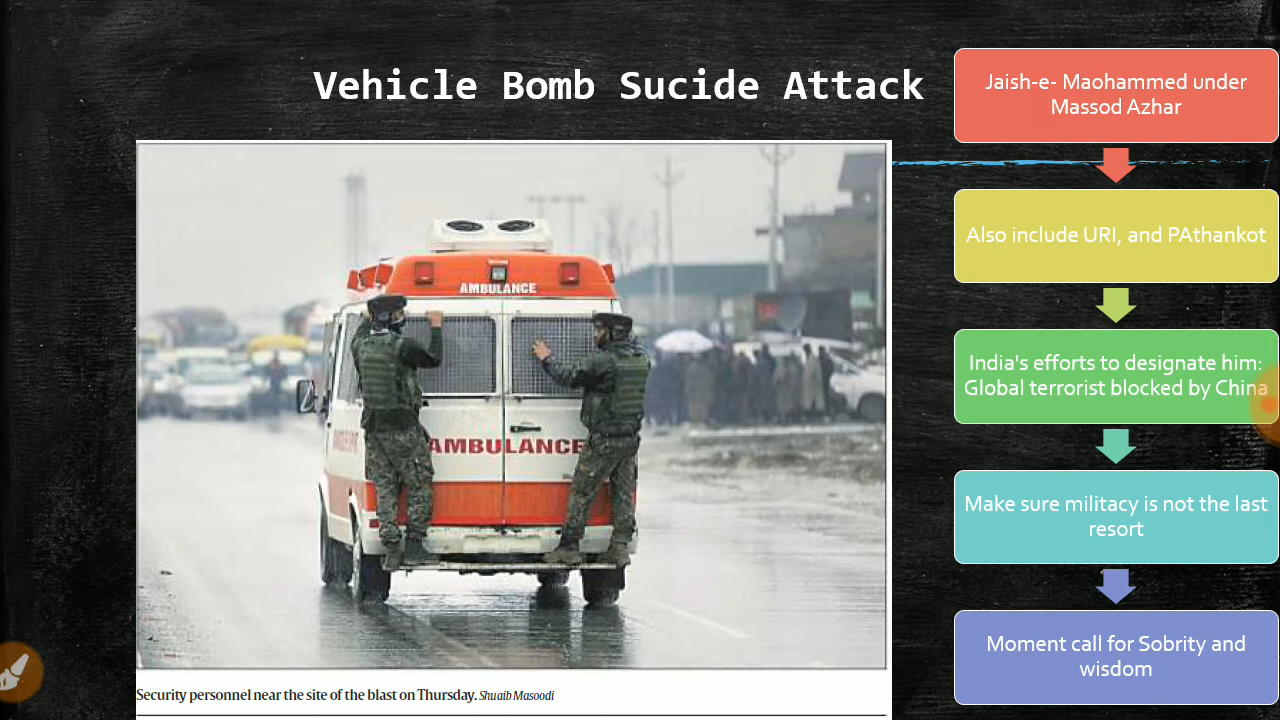 Vehicle Bomb Sucide Attack
AMBULANCE
AMBULANCE
Security personnel near the site of the blast on Thursday. Shuaib Masoodi
Jaish-e- Maohammed under
Massod Azhar
Also include URI, and PAthankot
India's efforts to designate him:
Global terrorist blocked by China
Make sure militacy is not the last
resort
Moment call for Sobrity and
wisdom